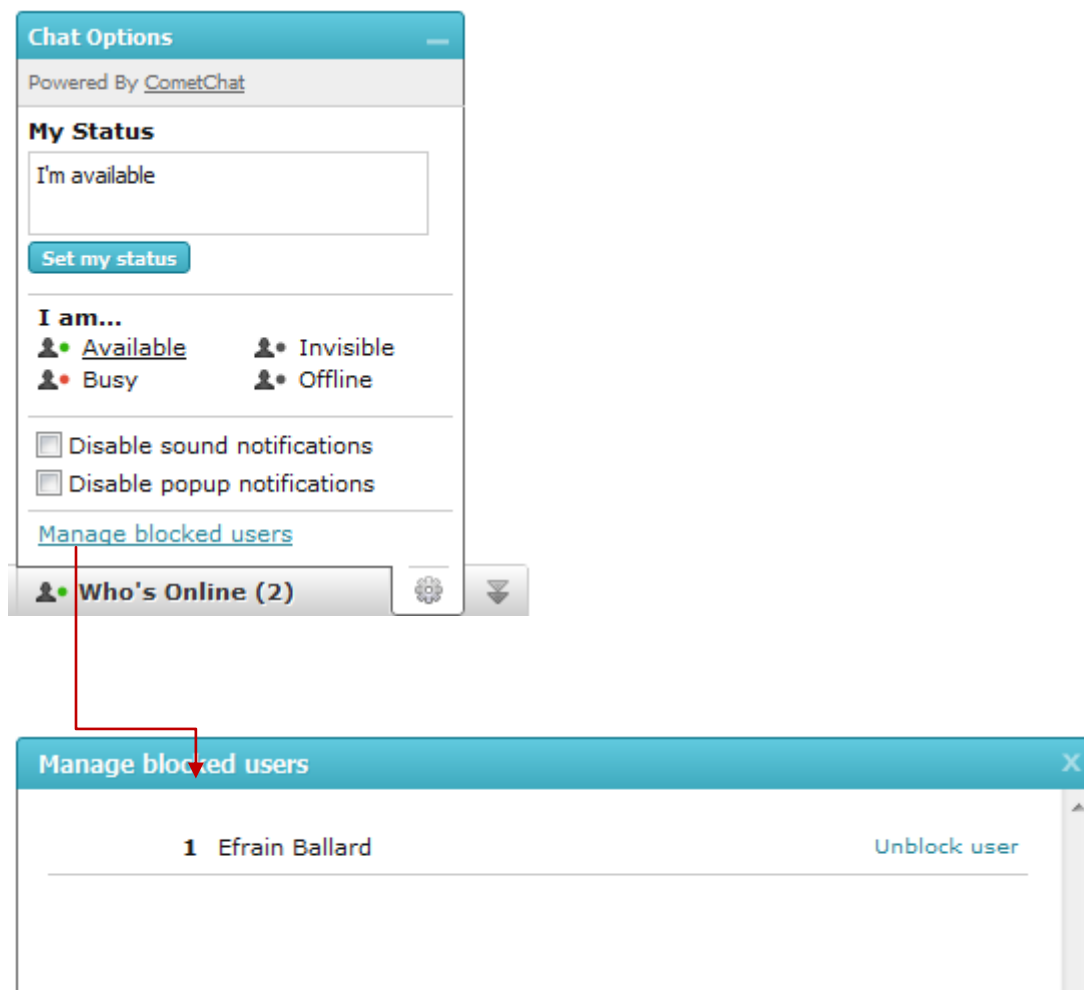 Chat Options
Powered By CometChat
My Status
I'm available
Set my status
I am...
Available Invisible
Busy Offline
Disable sound notifications
Disable popup notifications
Manage blocked users
Who's Online (2)
Manage blocked users X
1 Efrain Ballard Unblock user